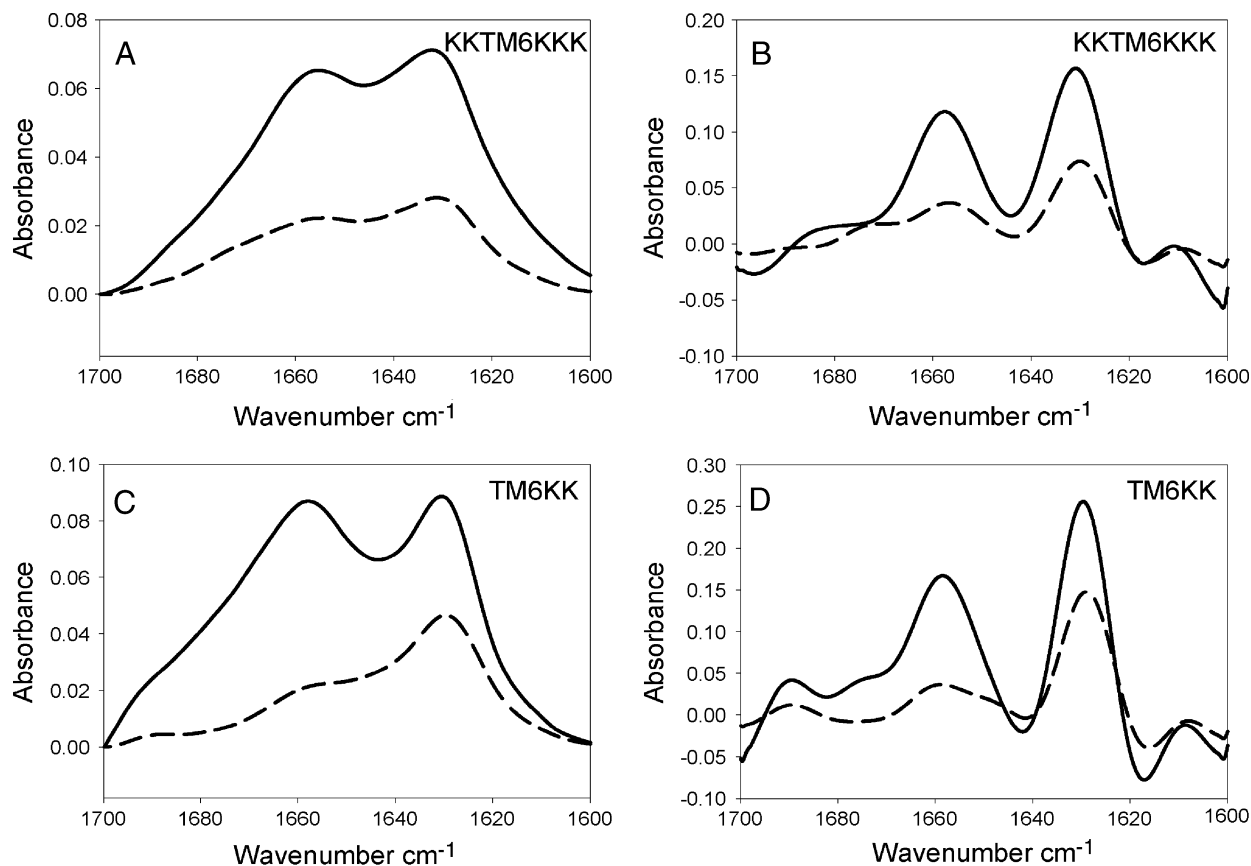 A
KKTM6KKK
Absorbance
0.08
0.06
0.04
0.02
0.00
1700 1680 1660 1640 1620 1600
Wavenumber cm-1
B
KKTM6KKK
Absorbance
0.20
0.15
0.10
0.05
0.00
-0.05
-0.10
1700 1680 1660 1640 1620 1600
Wavenumber cm-1
C
TM6KK
Absorbance
0.10
0.08
0.06
0.04
0.02
0.00
1700 1680 1660 1640 1620 1600
Wavenumber cm-1
D
TM6KK
Absorbance
0.30
0.25
0.20
0.15
0.10
0.05
0.00
-0.05
-0.10
1700 1680 1660 1640 1620 1600
Wavenumber cm-1